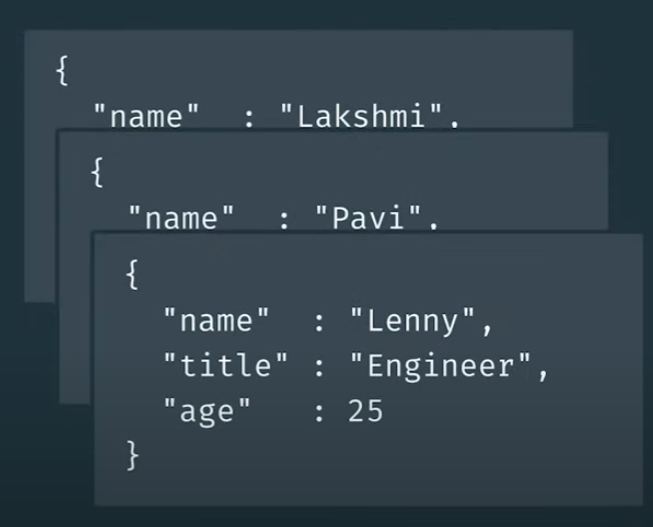 {
"name" : "Lakshmi",
{
"name" : "Pavi",
{
"name" : "Lenny",
"title" : "Engineer",
"age" : 25
}